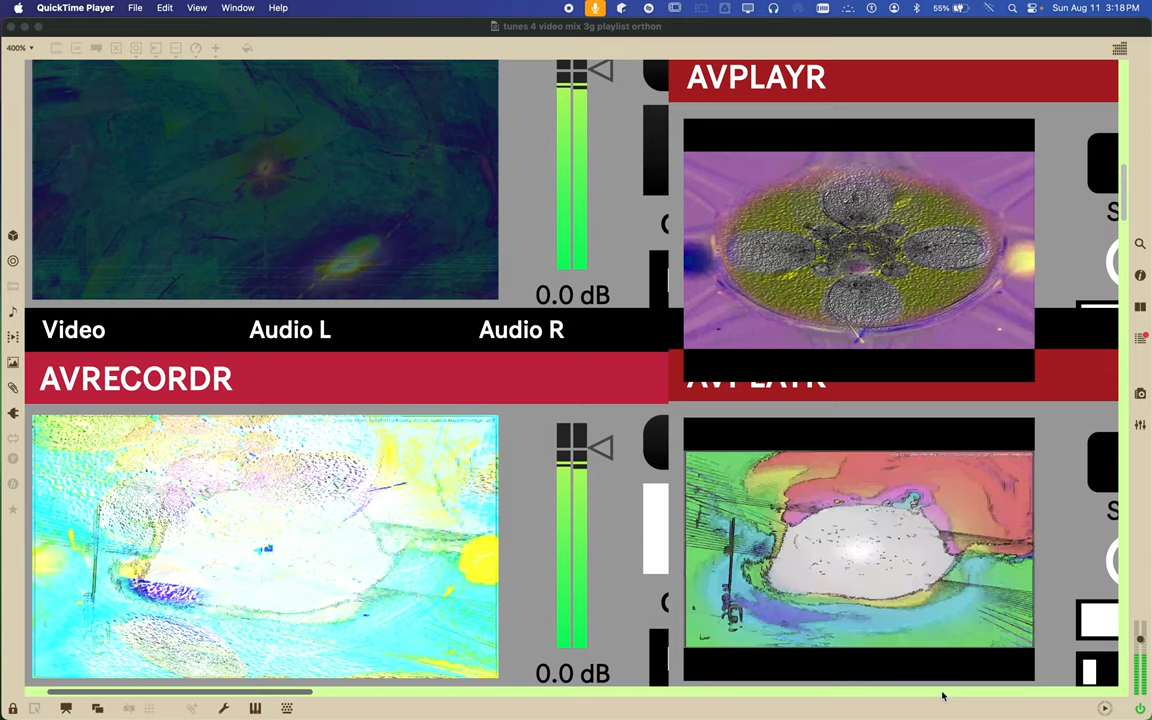 QuickTime Player File Edit View Window Help 55% Sun Aug 11 3:18 PM
tunes 4 video mix 3g playlist orthon
400%
AVPLAYR
S
0.0 dB
Video Audio L Audio R
AVRECORDR
AVPLAYR
S
0.0 dB